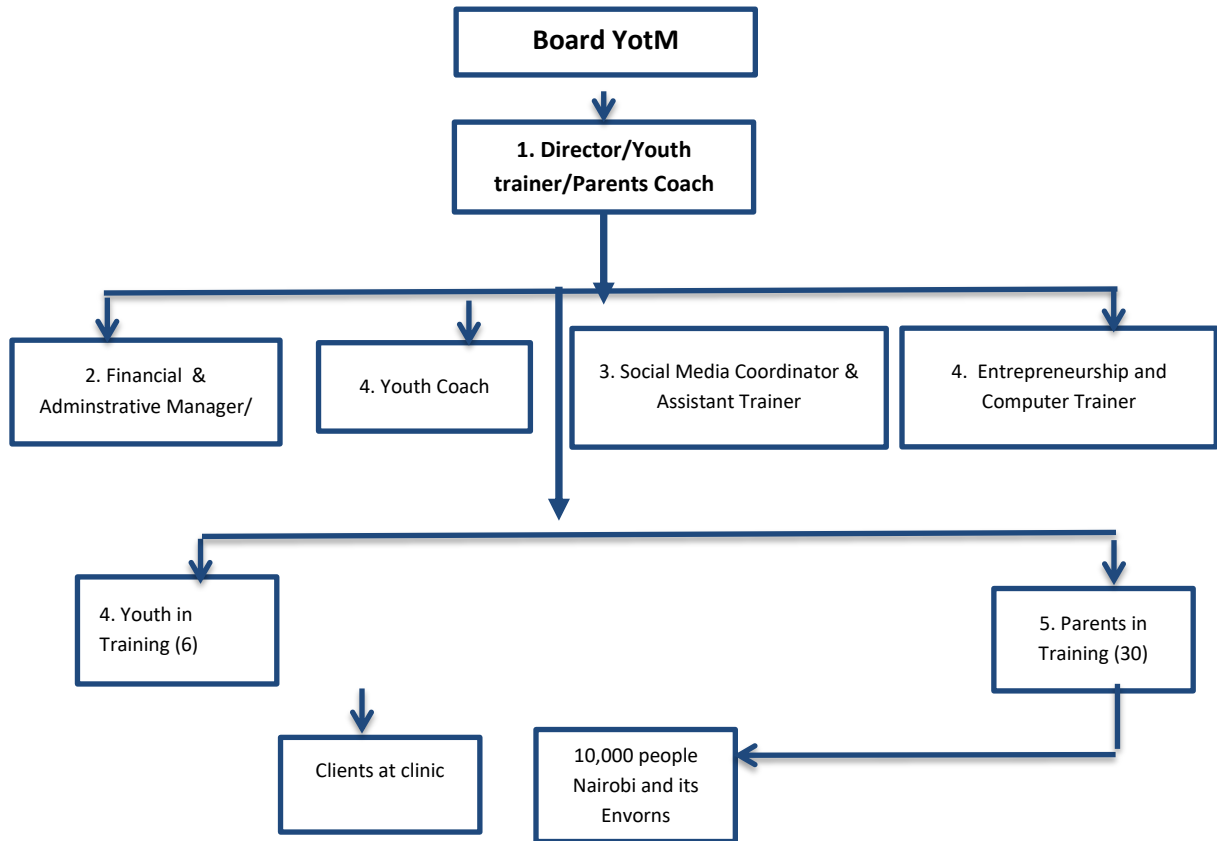 Board YotM
1. Director/Youth
trainer/Parents Coach
2. Financial &
Adminstrative Manager/
4. Youth Coach
3. Social Media Coordinator &
Assistant Trainer
4. Entrepreneurship and
Computer Trainer
4. Youth in
Training (6)
5. Parents in
Training (30)
Clients at clinic
10,000 people
Nairobi and its
Envorns